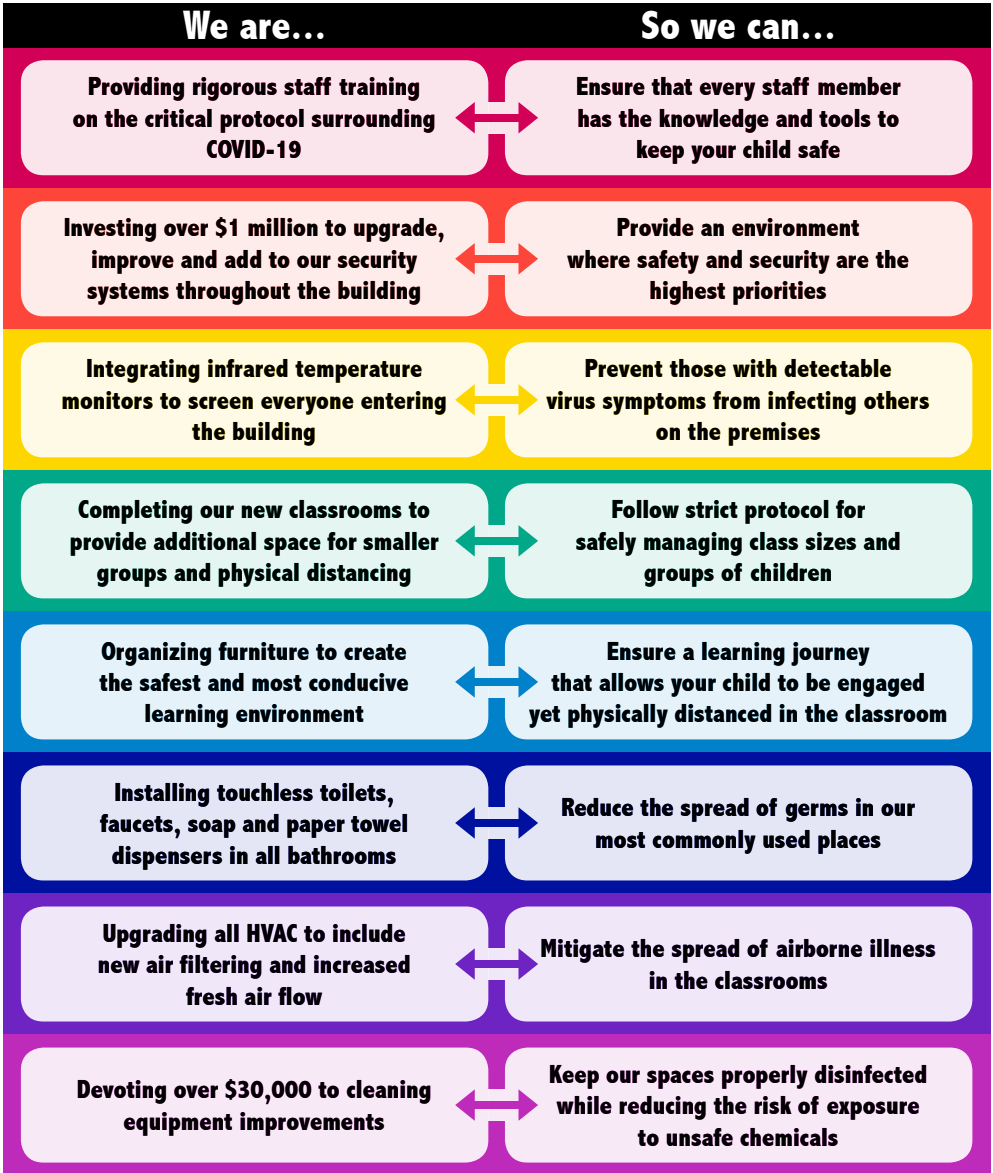 We are...
So we can...
Providing rigorous staff training
on the critical protocol surrounding
COVID-19
Ensure that every staff member
has the knowledge and tools to
keep your child safe
Investing over $1 million to upgrade,
improve and add to our security
systems throughout the building
Provide an environment
where safety and security are the
highest priorities
Integrating infrared temperature
monitors to screen everyone entering
the building
Prevent those with detectable
virus symptoms from infecting others
on the premises
Completing our new classrooms to
provide additional space for smaller
groups and physical distancing
Follow strict protocol for
safely managing class sizes and
groups of children
Organizing furniture to create
the safest and most conducive
learning environment
Ensure a learning journey
that allows your child to be engaged
yet physically distanced in the classroom
Installing touchless toilets,
faucets, soap and paper towel
dispensers in all bathrooms
Reduce the spread of germs in our
most commonly used places
Upgrading all HVAC to include
new air filtering and increased
fresh air flow
Mitigate the spread of airborne illness
in the classrooms
Devoting over $30,000 to cleaning
equipment improvements
Keep our spaces properly disinfected
while reducing the risk of exposure
to unsafe chemicals